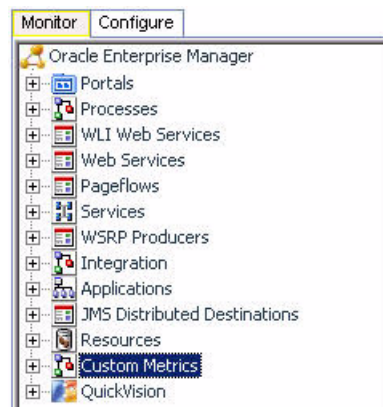 Monitor Configure
Oracle Enterprise Manager
Portals
Processes
WLI Web Services
Web Services
Pageflows
Services
WSRP Producers
Integration
Applications
JMS Distributed Destinations
Resources
Custom Metrics
QuickVision